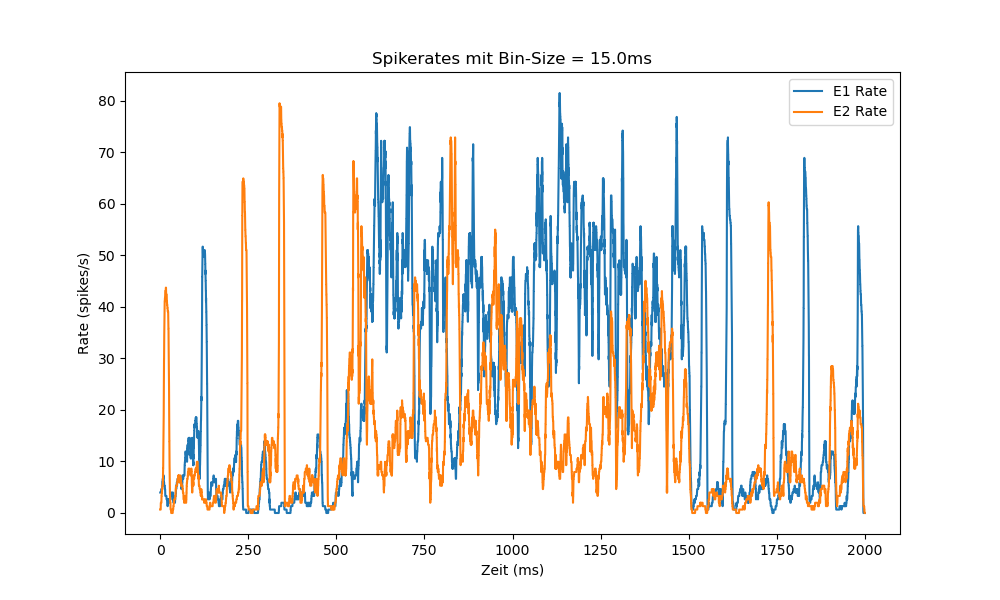 Spikerates mit Bin-Size = 15.0ms
E1 Rate
E2 Rate
Rate (spikes/s)
80
70
60
50
40
30
20
10
0
0 250 500 750 1000 1250 1500 1750 2000
Zeit (ms)